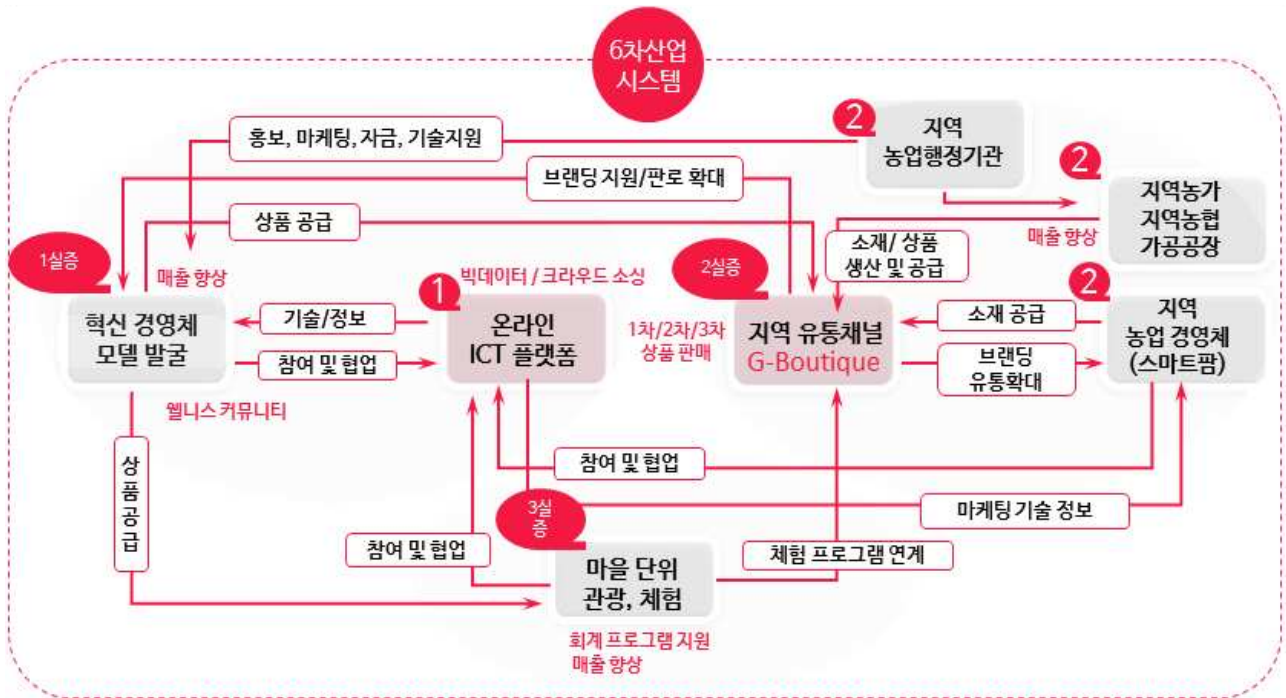 6차산업
시스템
2
지역
농업행정기관
홍보, 마케팅, 자금, 기술지원
2
지역농가
지역농협
가공공장
브랜딩 지원/판로 확대
상품 공급
소재/ 상품
생산 및 공급
매출 향상
1실증
매출 향상
빅데이터 / 크라우드 소싱
2실증
2
1
혁신 경영체
모델 발굴
기술/정보
참여 및 협업
온라인
ICT 플랫폼
1차/2차/3차
상품 판매
지역 유통채널
G-Boutique
소재 공급
브랜딩
유통확대
지역
농업 경영체
(스마트팜)
웰니스 커뮤니티
상
품
공
급
참여 및 협업
3실
증
마케팅 기술 정보
참여 및 협업
체험 프로그램 연계
마을 단위
관광, 체험
회계 프로그램 지원
매출 향상